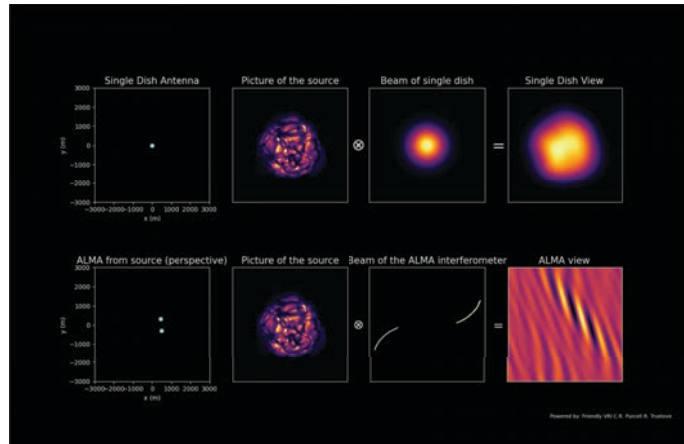 Single Dish Antenna
Picture of the source
Beam of single dish
Single Dish View
3000
2000
1000
0
−1000
−2000
−3000
y (m)
−3000−2000−1000 0 1000 2000 3000
x (m)
⊗
=
ALMA from source (perspective)
Picture of the source
Beam of the ALMA interferometer
ALMA view
3000
2000
1000
0
−1000
−2000
−3000
y (m)
−3000−2000−1000 0 1000 2000 3000
x (m)
⊗
=
Powered by: Friendly VRI C.R. Purcell R. Truelove